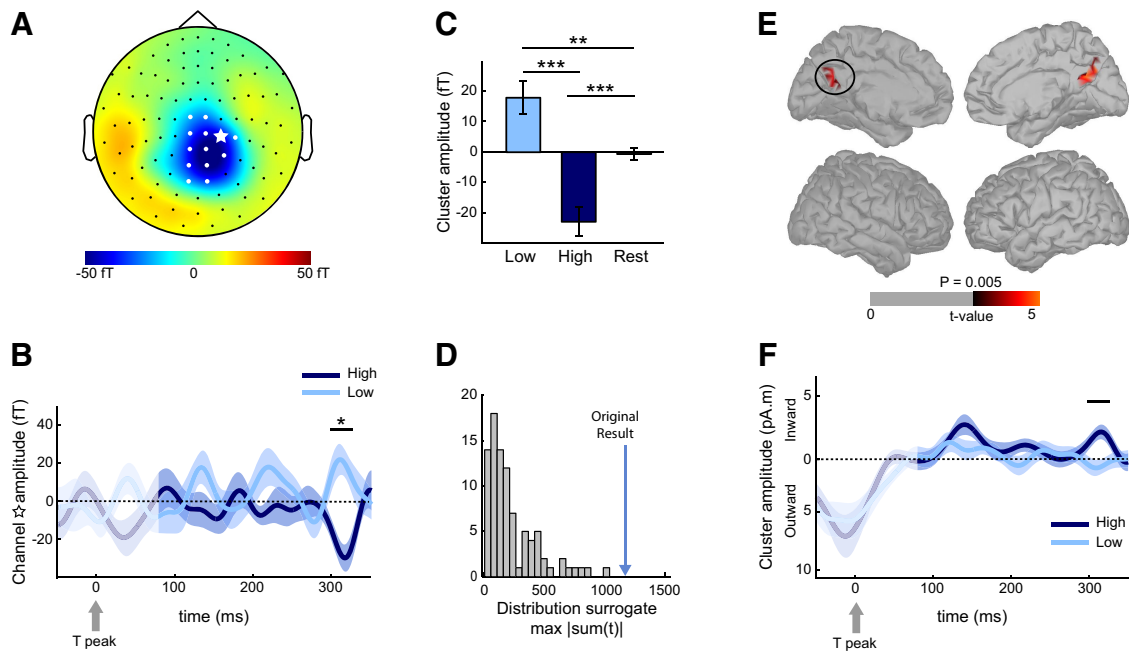 A
-50 fT
0
50 fT
B
High
Low
Channel ☆ amplitude (fT)
40
20
0
-20
*
0
100
200
300
time (ms)
T peak
C
Cluster amplitude (fT)
20
10
0
-10
-20
**
***
***
Low
High
Rest
D
20
15
10
5
0
Original
Result
0
500
1000
1500
Distribution surrogate
max |sum(t)|
E
P = 0.005
0
t-value
5
F
Cluster amplitude (pA.m)
Outward
Inward
5
0
5
10
High
Low
0
100
200
300
time (ms)
T peak